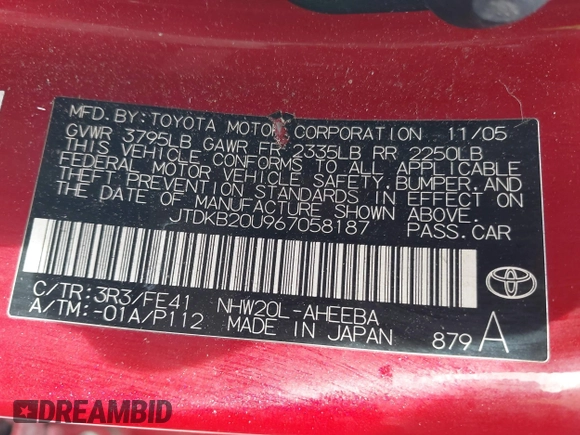 MFD. BY: TOYOTA MOTOR CORPORATION 11/05
GVWR 3795LB GAWR FR 2335LB RR 2250LB
THIS VEHICLE CONFORMS TO ALL APPLICABLE
FEDERAL MOTOR VEHICLE SAFETY, BUMPER, AND
THEFT PREVENTION STANDARDS IN EFFECT ON
THE DATE OF MANUFACTURE SHOWN ABOVE.
JTDKB20U967058187 PASS. CAR
C/TR: 3R3/FE41 NHW20L-AHEEBA
A/TM: -01A/P112 MADE IN JAPAN 879 A
TOYOTA
DREAMBID